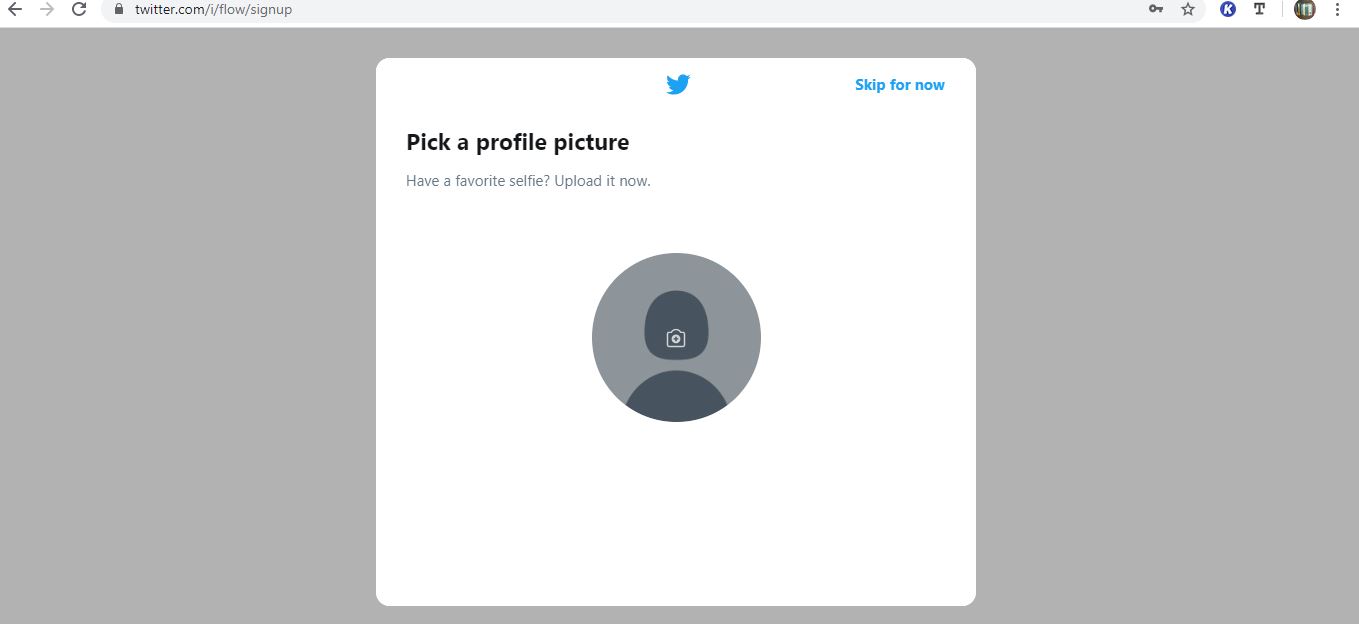 twitter.com/i/flow/signup
K T
Skip for now
Pick a profile picture
Have a favorite selfie? Upload it now.